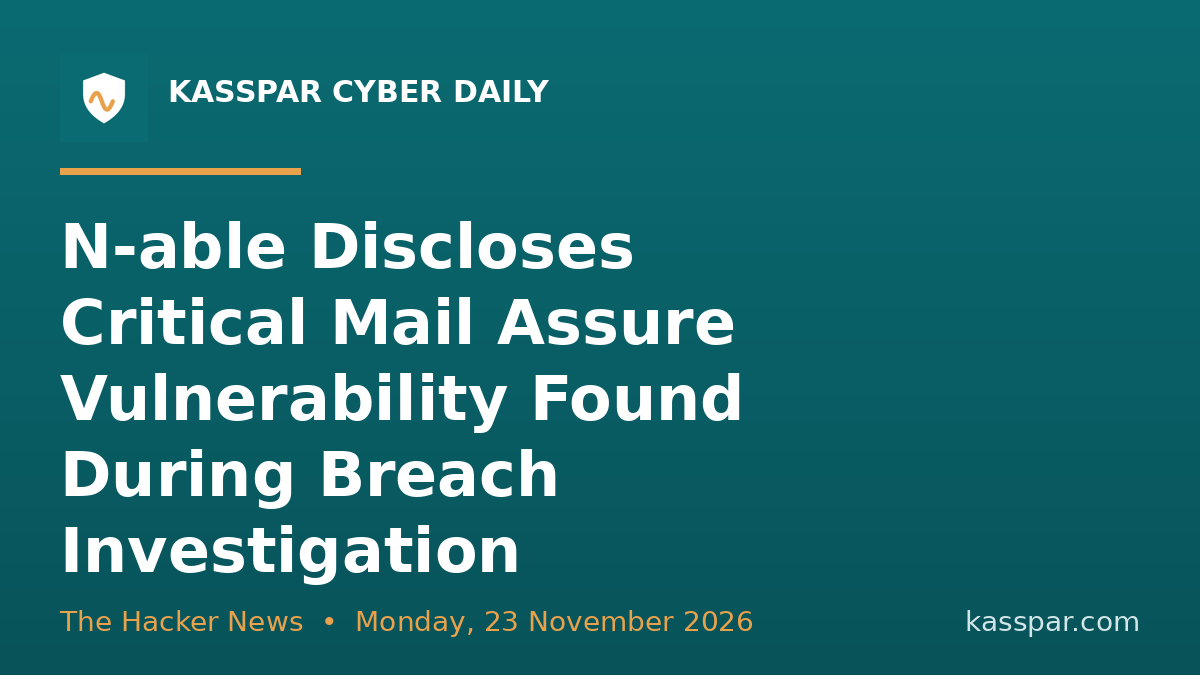 KASSPAR CYBER DAILY
N-able Discloses
Critical Mail Assure
Vulnerability Found
During Breach
Investigation
The Hacker News • Monday, 23 November 2026
kasspar.com